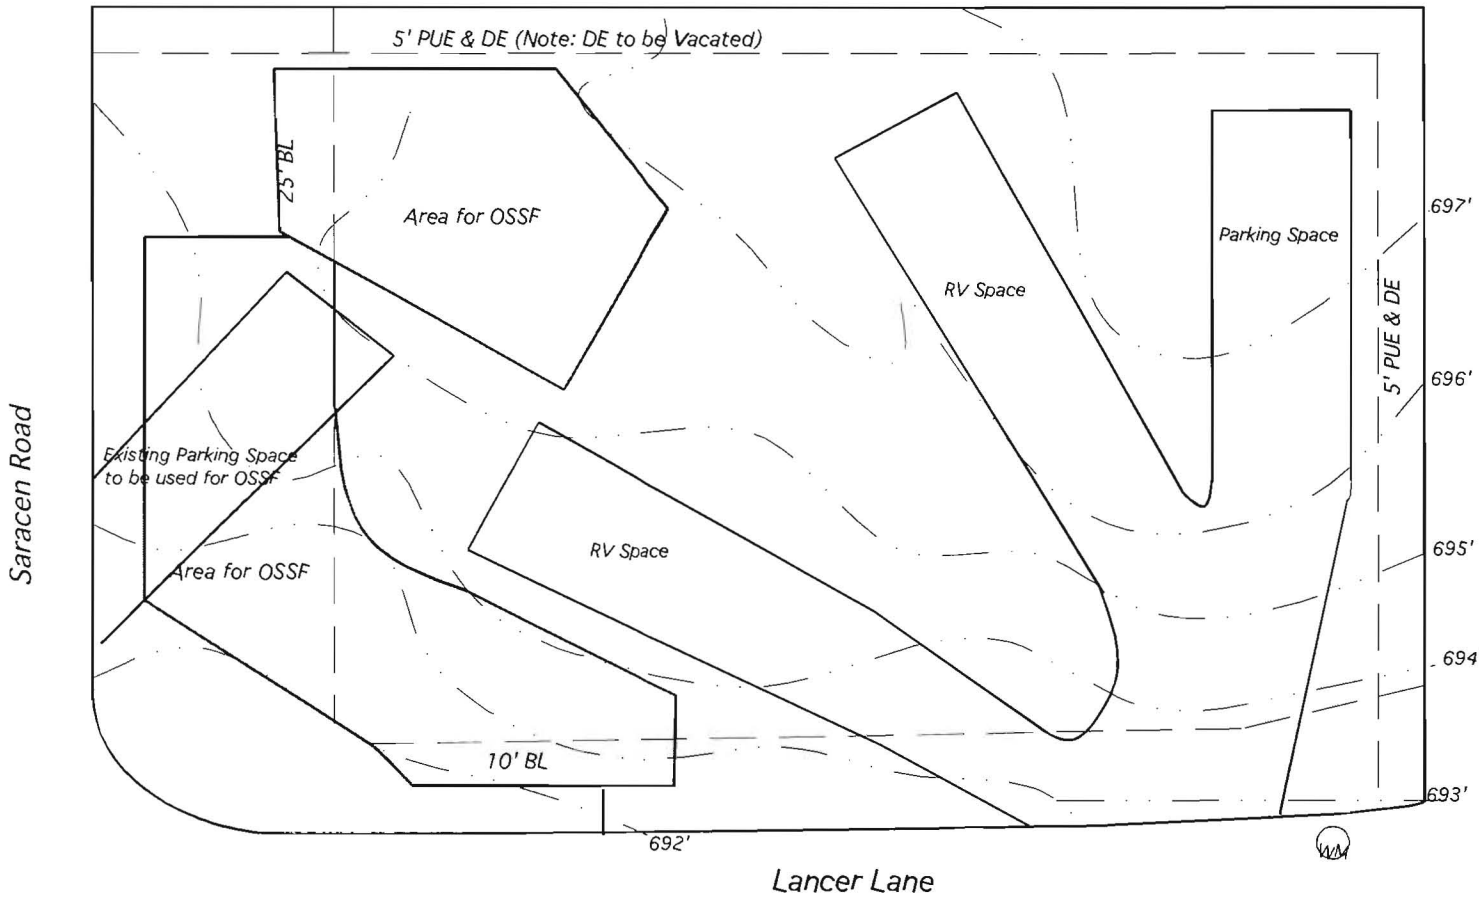 5' PUE & DE (Note: DE to be Vacated)
25' BL
Area for OSSF
697'
Parking Space
RV Space
5' PUE & DE
696'
Saracen Road
Existing Parking Space
to be used for OSSF
RV Space
695'
Area for OSSF
694
10' BL
693'
692'
WM
Lancer Lane